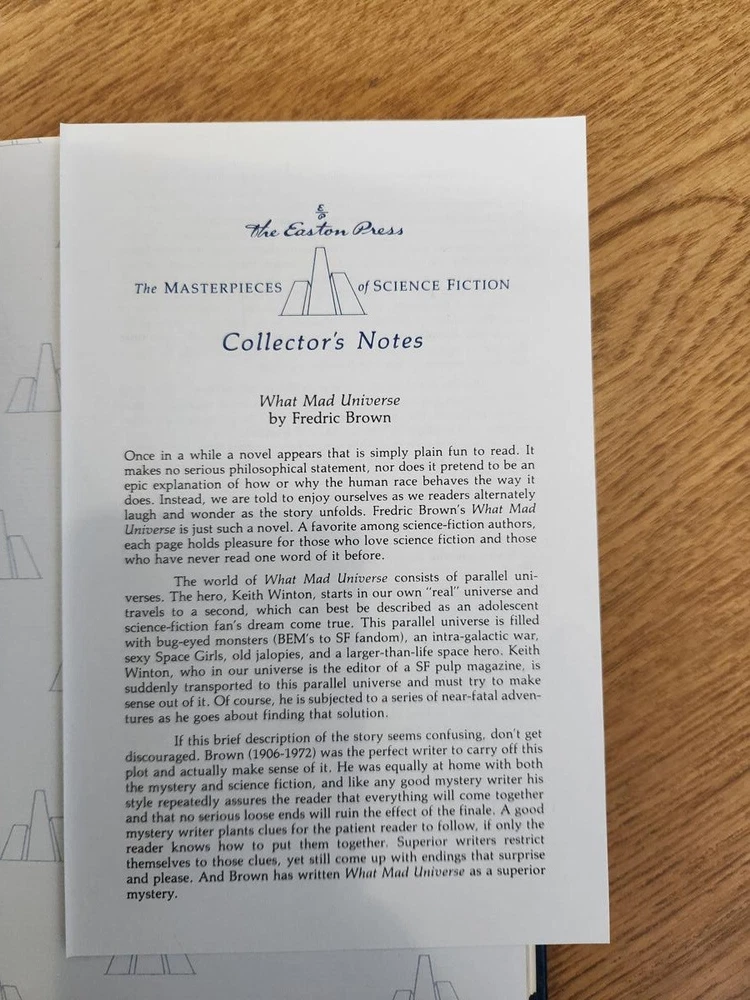 E
P
the Easton Press
The MASTERPIECES of SCIENCE FICTION
Collector's Notes
What Mad Universe
by Fredric Brown
Once in a while a novel appears that is simply plain fun to read. It
makes no serious philosophical statement, nor does it pretend to be an
epic explanation of how or why the human race behaves the way it
does. Instead, we are told to enjoy ourselves as we readers alternately
laugh and wonder as the story unfolds. Fredric Brown's What Mad
Universe is just such a novel. A favorite among science-fiction authors,
each page holds pleasure for those who love science fiction and those
who have never read one word of it before.
The world of What Mad Universe consists of parallel uni-
verses. The hero, Keith Winton, starts in our own "real" universe and
travels to a second, which can best be described as an adolescent
science-fiction fan's dream come true. This parallel universe is filled
with bug-eyed monsters (BEM's to SF fandom), an intra-galactic war,
sexy Space Girls, old jalopies, and a larger-than-life space hero. Keith
Winton, who in our universe is the editor of a SF pulp magazine, is
suddenly transported to this parallel universe and must try to make
sense out of it. Of course, he is subjected to a series of near-fatal adven-
tures as he goes about finding that solution.
If this brief description of the story seems confusing, don't get
discouraged. Brown (1906-1972) was the perfect writer to carry off this
plot and actually make sense of it. He was equally at home with both
the mystery and science fiction, and like any good mystery writer his
style repeatedly assures the reader that everything will come together
and that no serious loose ends will ruin the effect of the finale. A good
mystery writer plants clues for the patient reader to follow, if only the
reader knows how to put them together. Superior writers restrict
themselves to those clues, yet still come up with endings that surprise
and please. And Brown has written What Mad Universe as a superior
mystery.